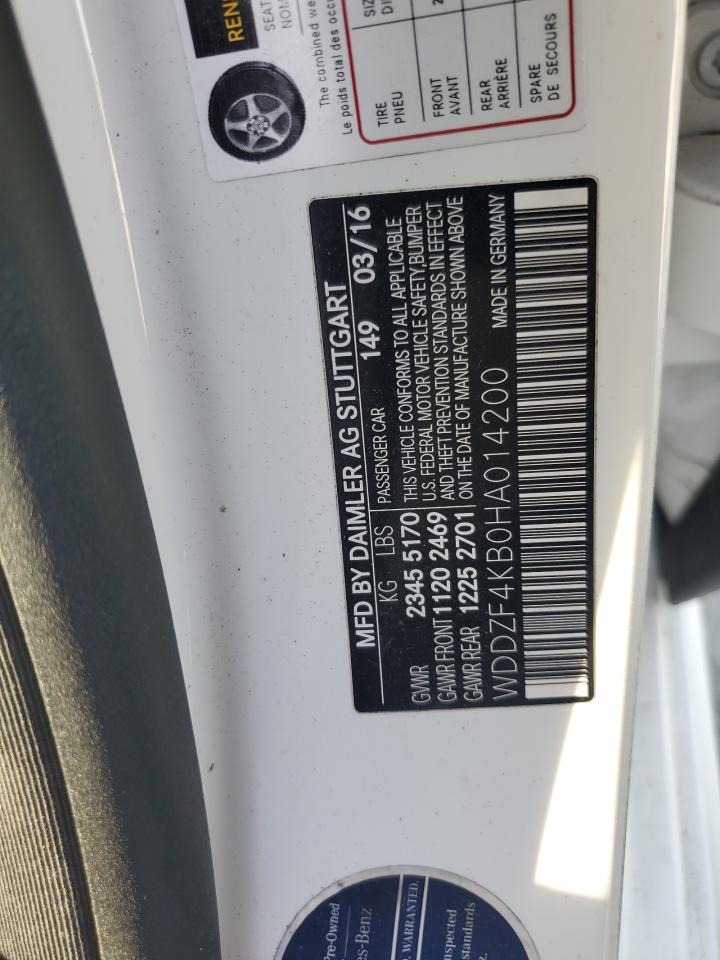 MFD BY DAIMLER AG STUTTGART
149 03/16
KG LBS PASSENGER CAR
GVWR 2345 5170
GAWR FRONT 1120 2469
GAWR REAR 1225 2701
THIS VEHICLE CONFORMS TO ALL APPLICABLE
U.S. FEDERAL MOTOR VEHICLE SAFETY,BUMPER
AND THEFT PREVENTION STANDARDS IN EFFECT
ON THE DATE OF MANUFACTURE SHOWN ABOVE
WDDZF4KB0HA014200 MADE IN GERMANY
The combined
Le poids total des
TIRE
PNEU
FRONT
AVANT
REAR
ARRIÈRE
SPARE
DE SECOURS
Pre-Owned
WARRANTED.
standards